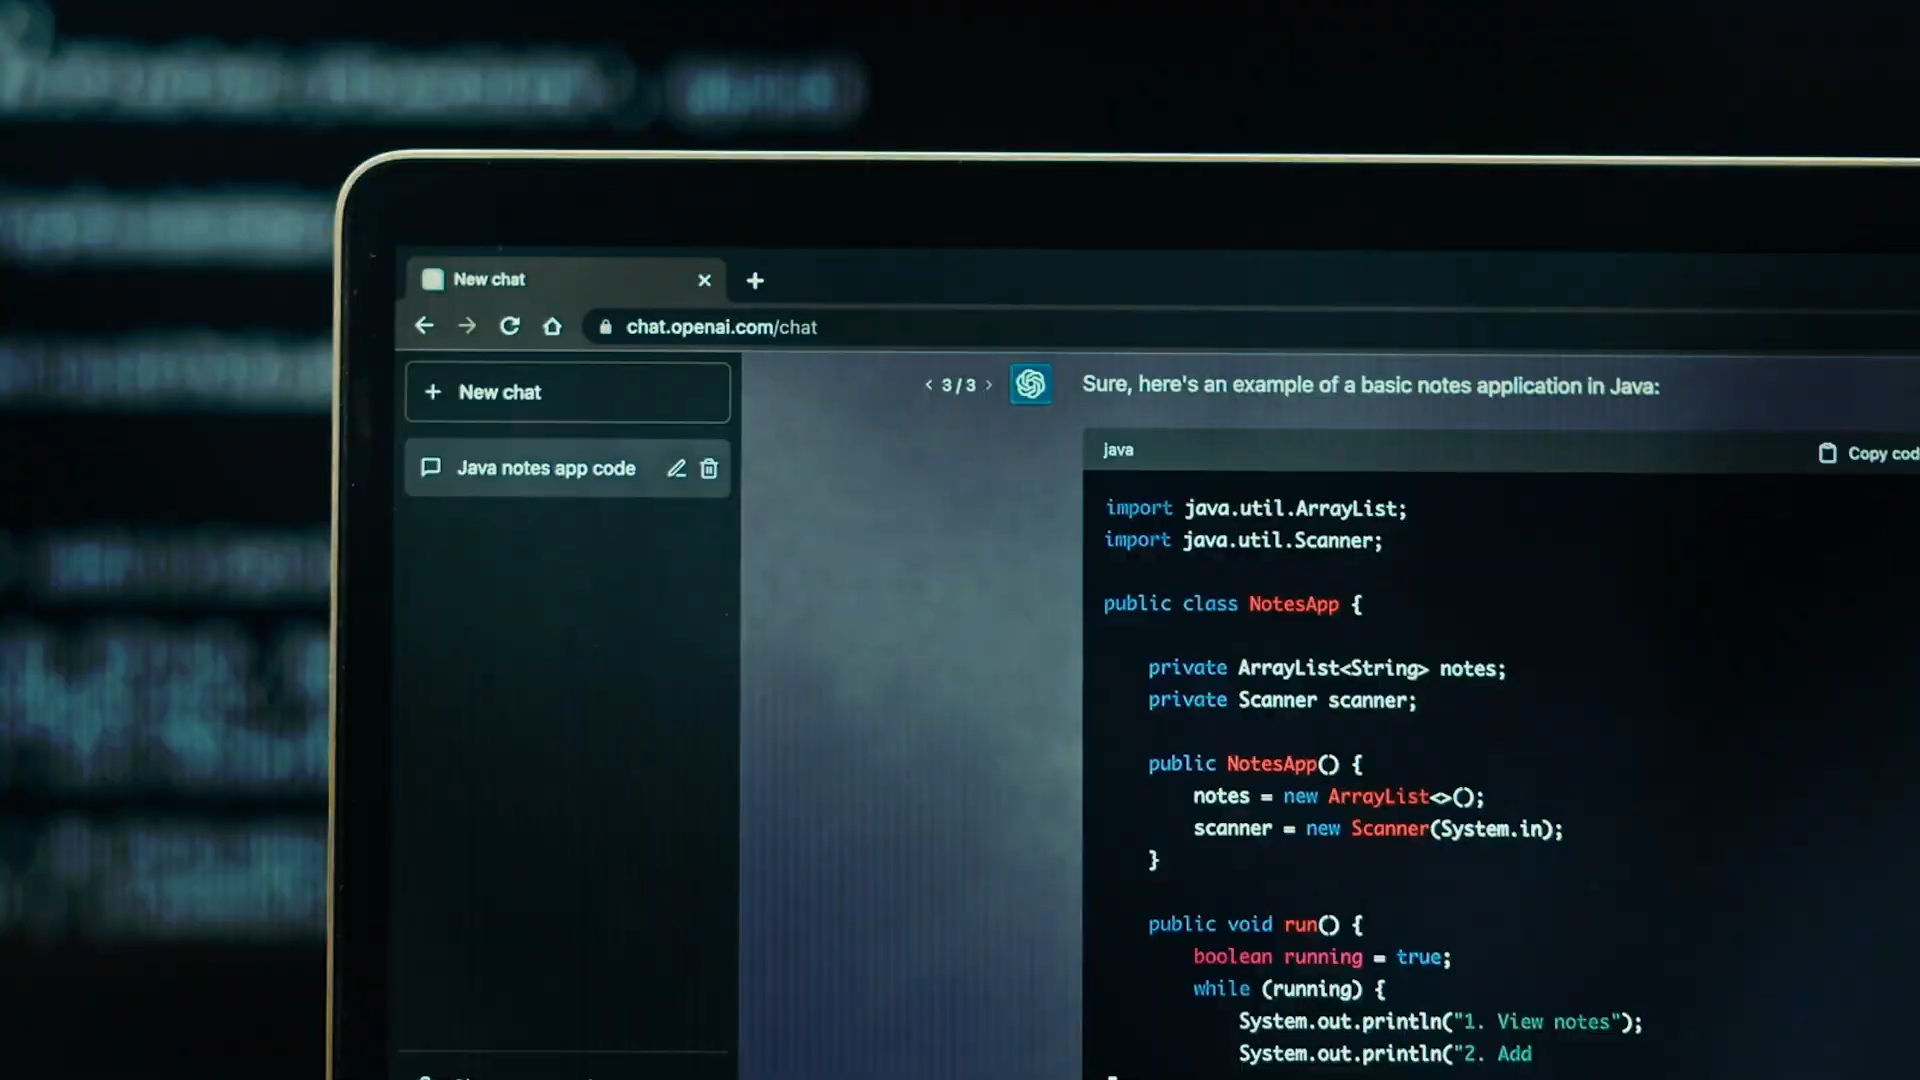 New chat
chat.openai.com/chat
New chat
Java notes app code
3 / 3
Sure, here's an example of a basic notes application in Java:
java
Copy cod
import java.util.ArrayList;
import java.util.Scanner;
public class NotesApp {
private ArrayList<String> notes;
private Scanner scanner;
public NotesApp() {
notes = new ArrayList<>();
scanner = new Scanner(System.in);
}
public void run() {
boolean running = true;
while (running) {
System.out.println("1. View notes");
System.out.println("2. Add